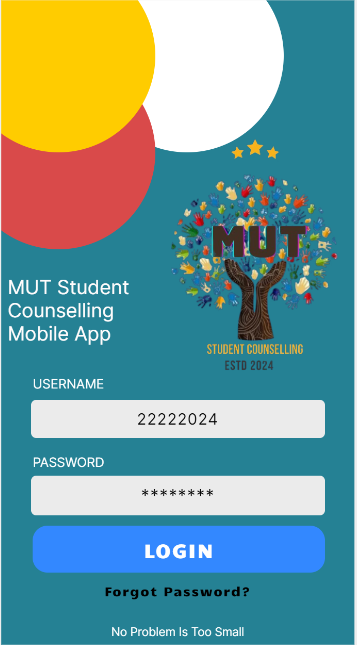 MUT
STUDENT COUNSELLING
ESTD 2024
MUT Student
Counselling
Mobile App
USERNAME
22222024
PASSWORD
********
LOGIN
Forgot Password?
No Problem Is Too Small